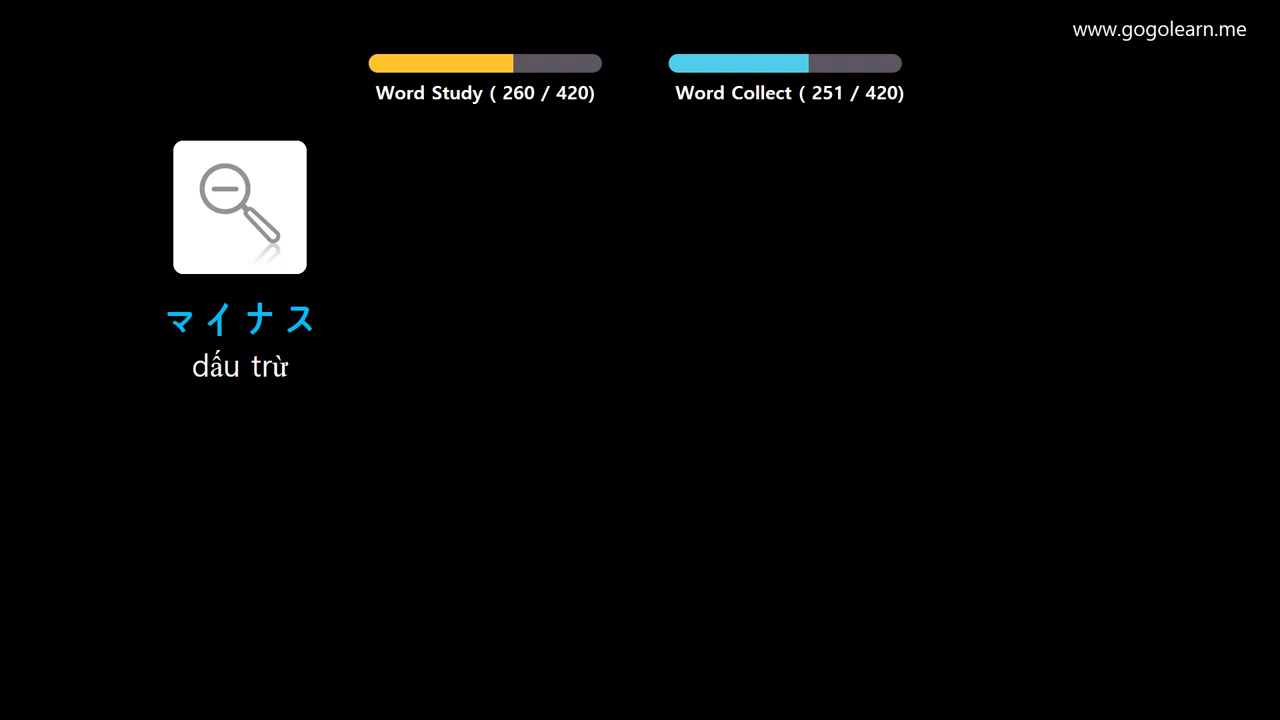 www.gogolearn.me
Word Study ( 260 / 420)
Word Collect ( 251 / 420)
マイナス
dấu trừ